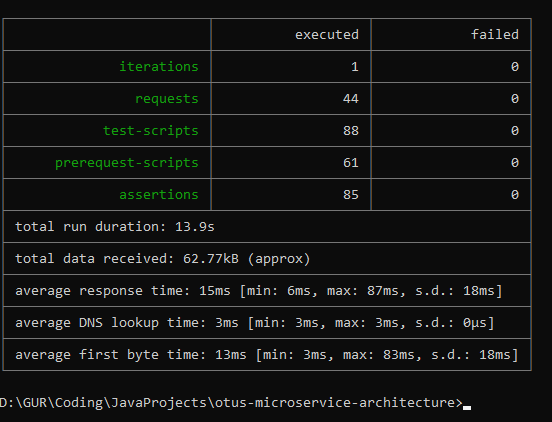 executed failed
iterations 1 0
requests 44 0
test-scripts 88 0
prerequest-scripts 61 0
assertions 85 0
total run duration: 13.9s
total data received: 62.77kB (approx)
average response time: 15ms [min: 6ms, max: 87ms, s.d.: 18ms]
average DNS lookup time: 3ms [min: 3ms, max: 3ms, s.d.: 0µs]
average first byte time: 13ms [min: 3ms, max: 83ms, s.d.: 18ms]
D:\GUR\Coding\JavaProjects\otus-microservice-architecture>